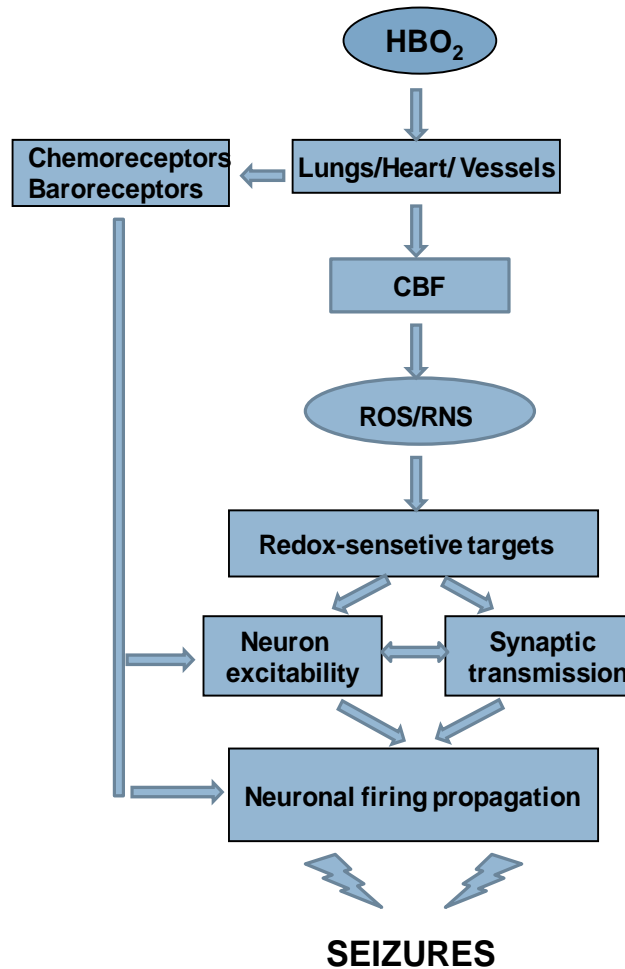 HBO₂
Chemoreceptors
Baroreceptors
Lungs/Heart/ Vessels
CBF
ROS/RNS
Redox-sensetive targets
Neuron
excitability
Synaptic
transmission
Neuronal firing propagation
SEIZURES